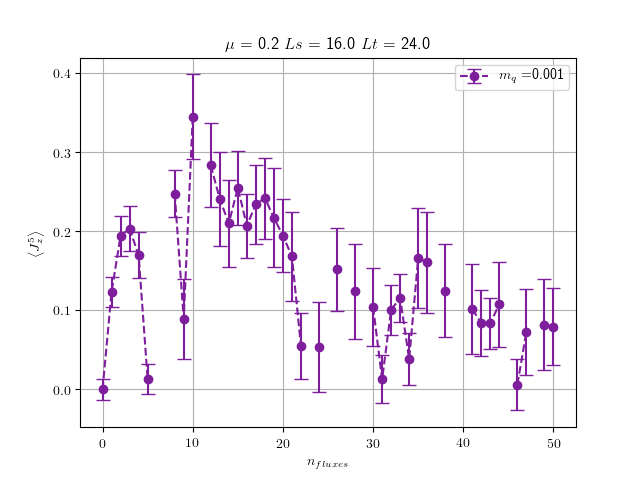 μ = 0.2 Ls = 16.0 Lt = 24.0
m_q =0.001
⟨J_z^5⟩
0.4
0.3
0.2
0.1
0.0
0 10 20 30 40 50
n_fluxes